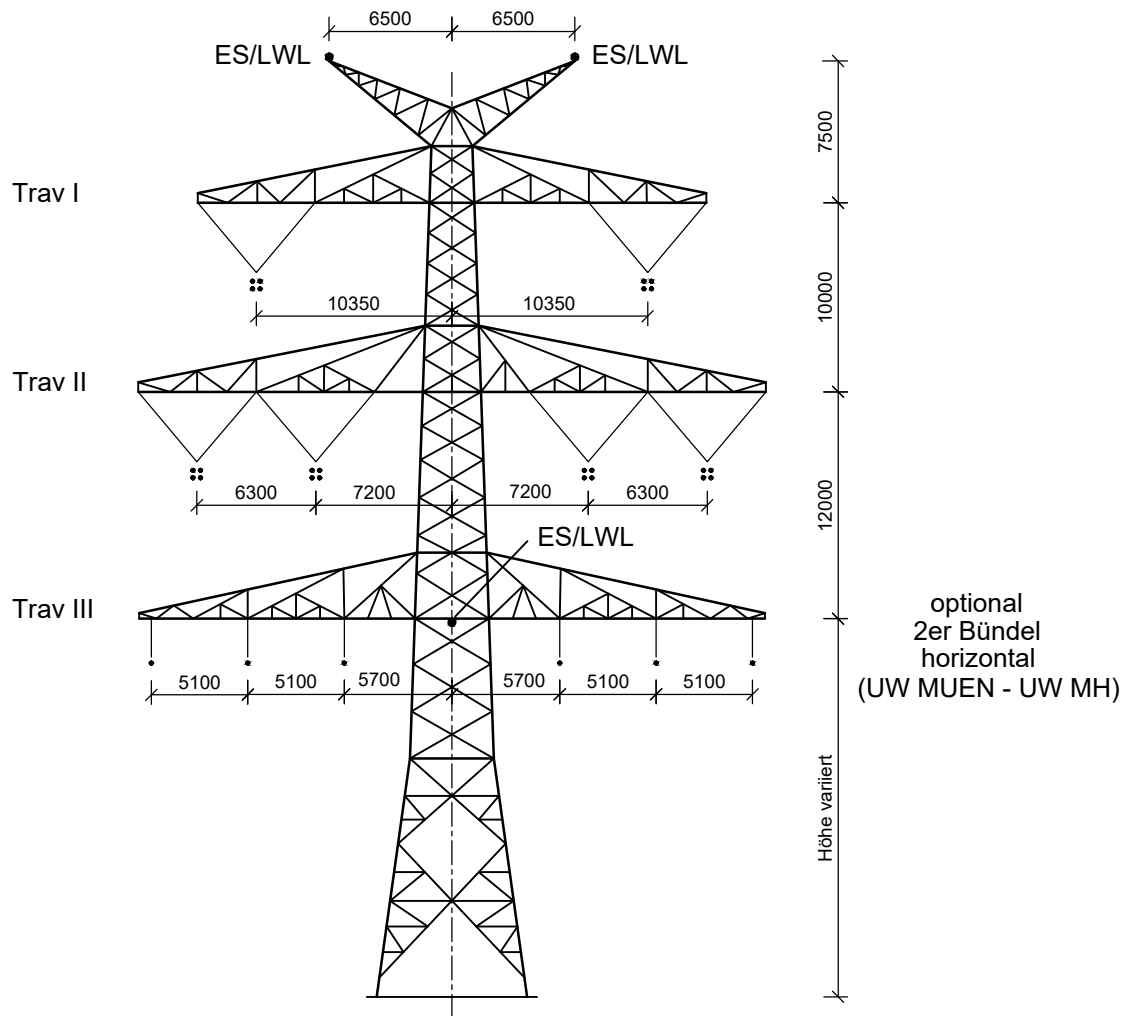 6500 6500
ES/LWL ES/LWL
7500
Trav I
10350 10350
10000
Trav II
6300 7200 7200 6300
12000
ES/LWL
Trav III
optional
2er Bündel
horizontal
(UW MUEN - UW MH)
5100 5100 5700 5700 5100 5100
Höhe variiert